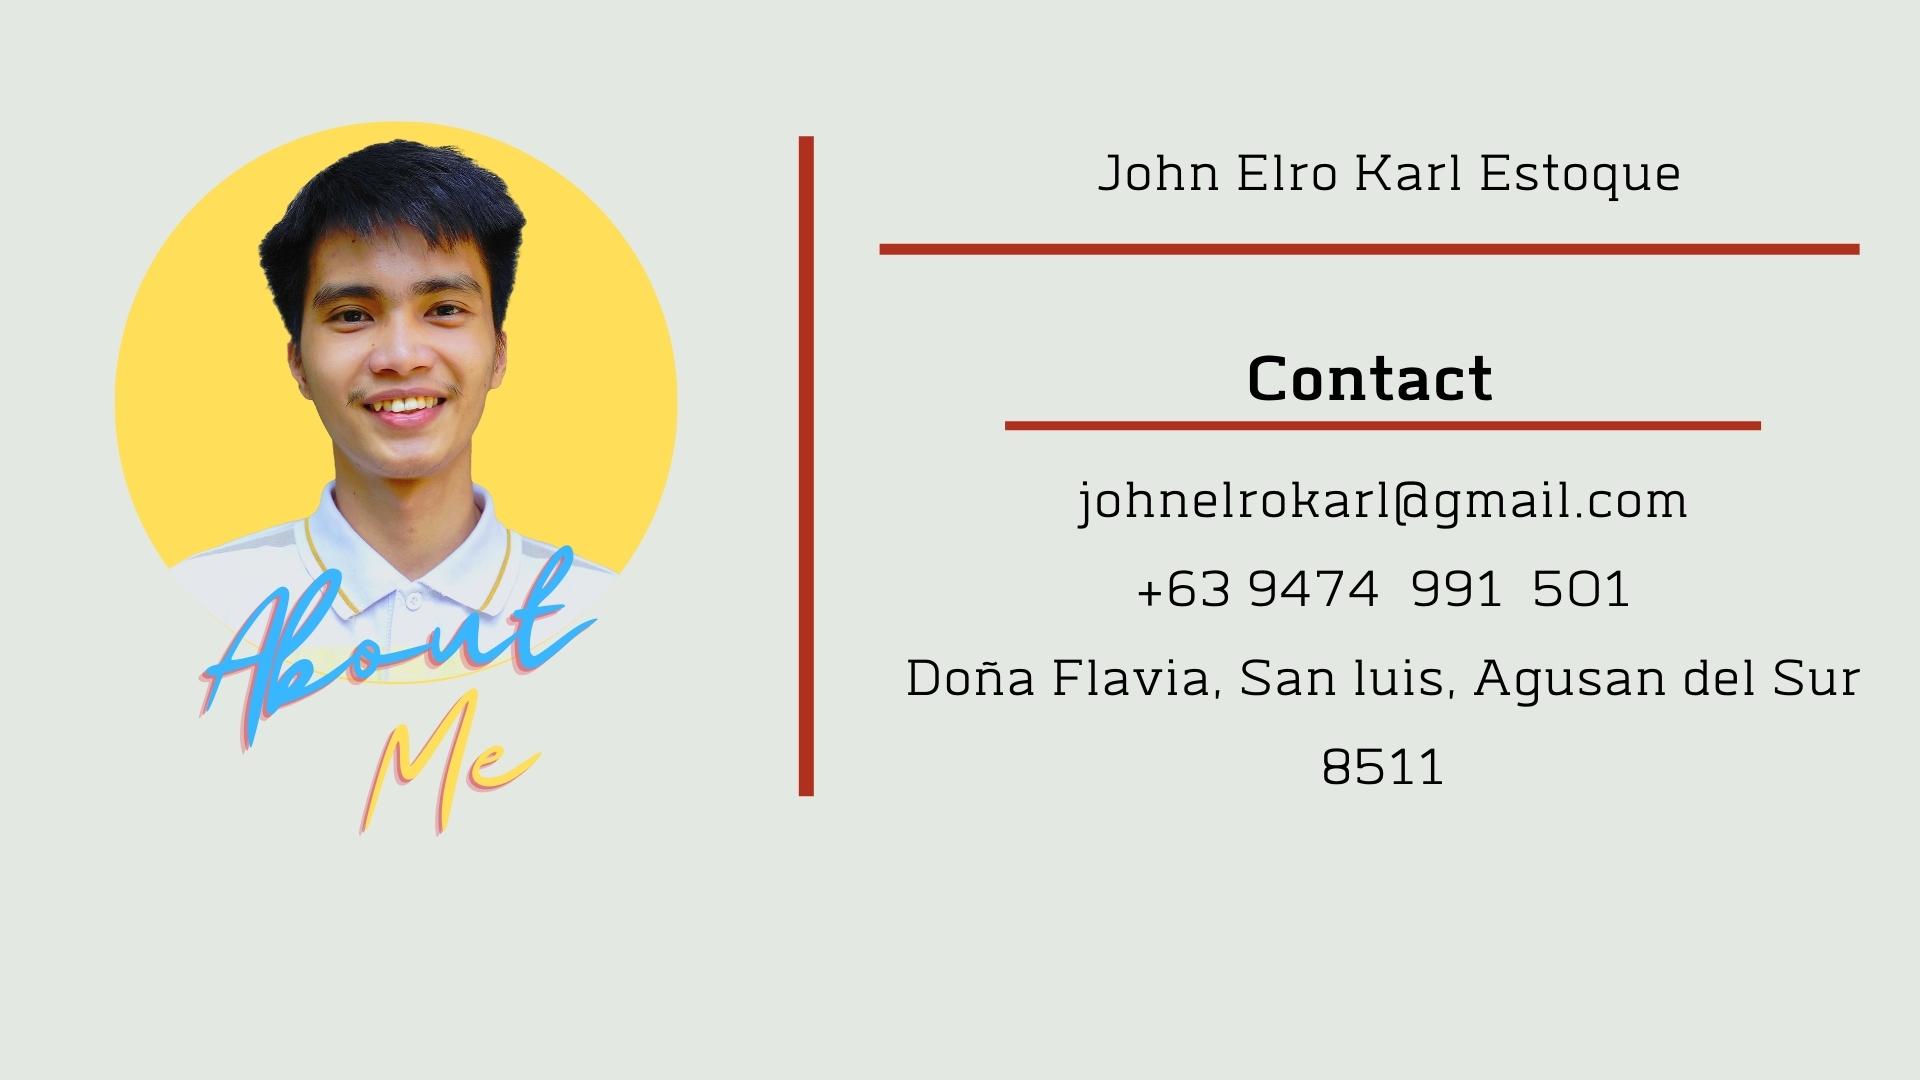 About
Me
John Elro Karl Estoque
Contact
johnelrokarl@gmail.com
+63 9474 991 501
Doña Flavia, San luis, Agusan del Sur
8511